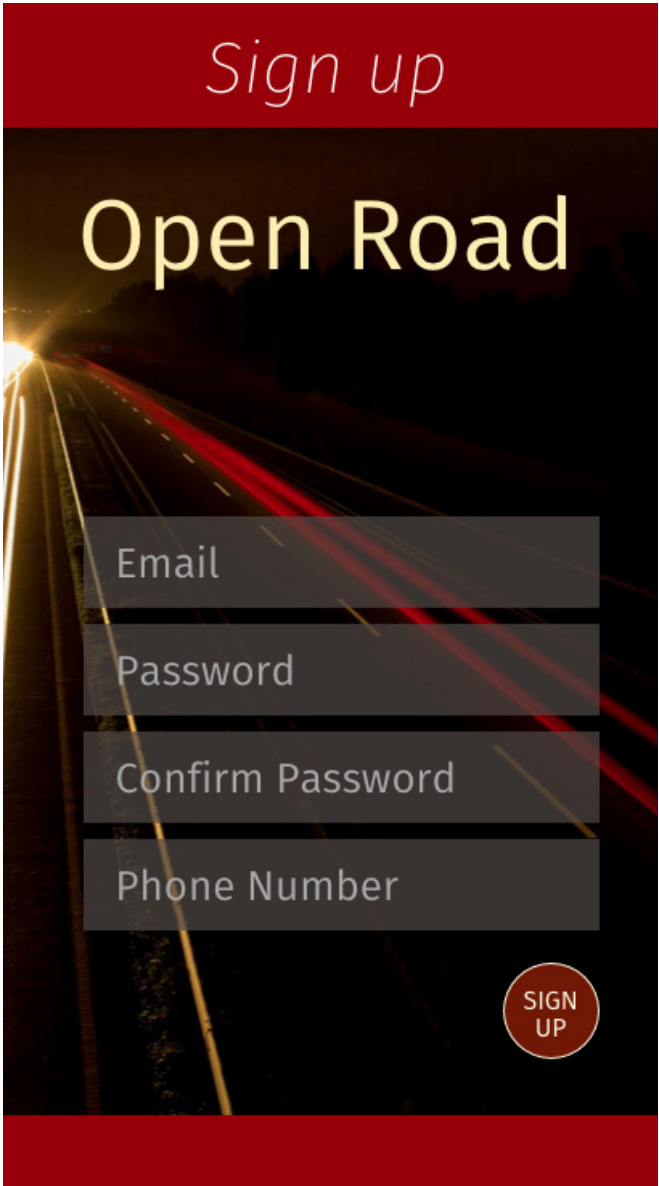 Sign up
Open Road
Email
Password
Confirm Password
Phone Number
SIGN
UP